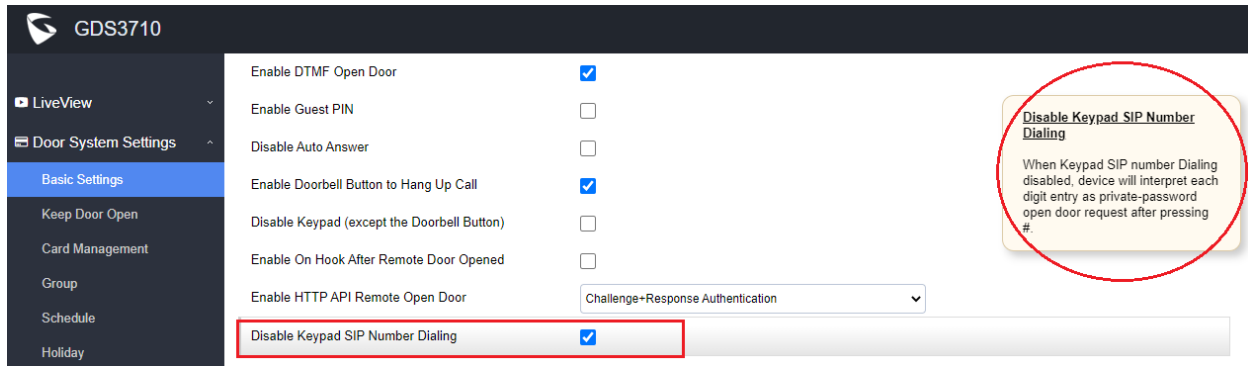 GDS3710
LiveView
Door System Settings
Basic Settings
Keep Door Open
Card Management
Group
Schedule
Holiday
Enable DTMF Open Door
Enable Guest PIN
Disable Auto Answer
Enable Doorbell Button to Hang Up Call
Disable Keypad (except the Doorbell Button)
Enable On Hook After Remote Door Opened
Enable HTTP API Remote Open Door
Challenge+Response Authentication
Disable Keypad SIP Number Dialing
Disable Keypad SIP Number
Dialing
When Keypad SIP number Dialing
disabled, device will interpret each
digit entry as private-password
open door request after pressing
#.